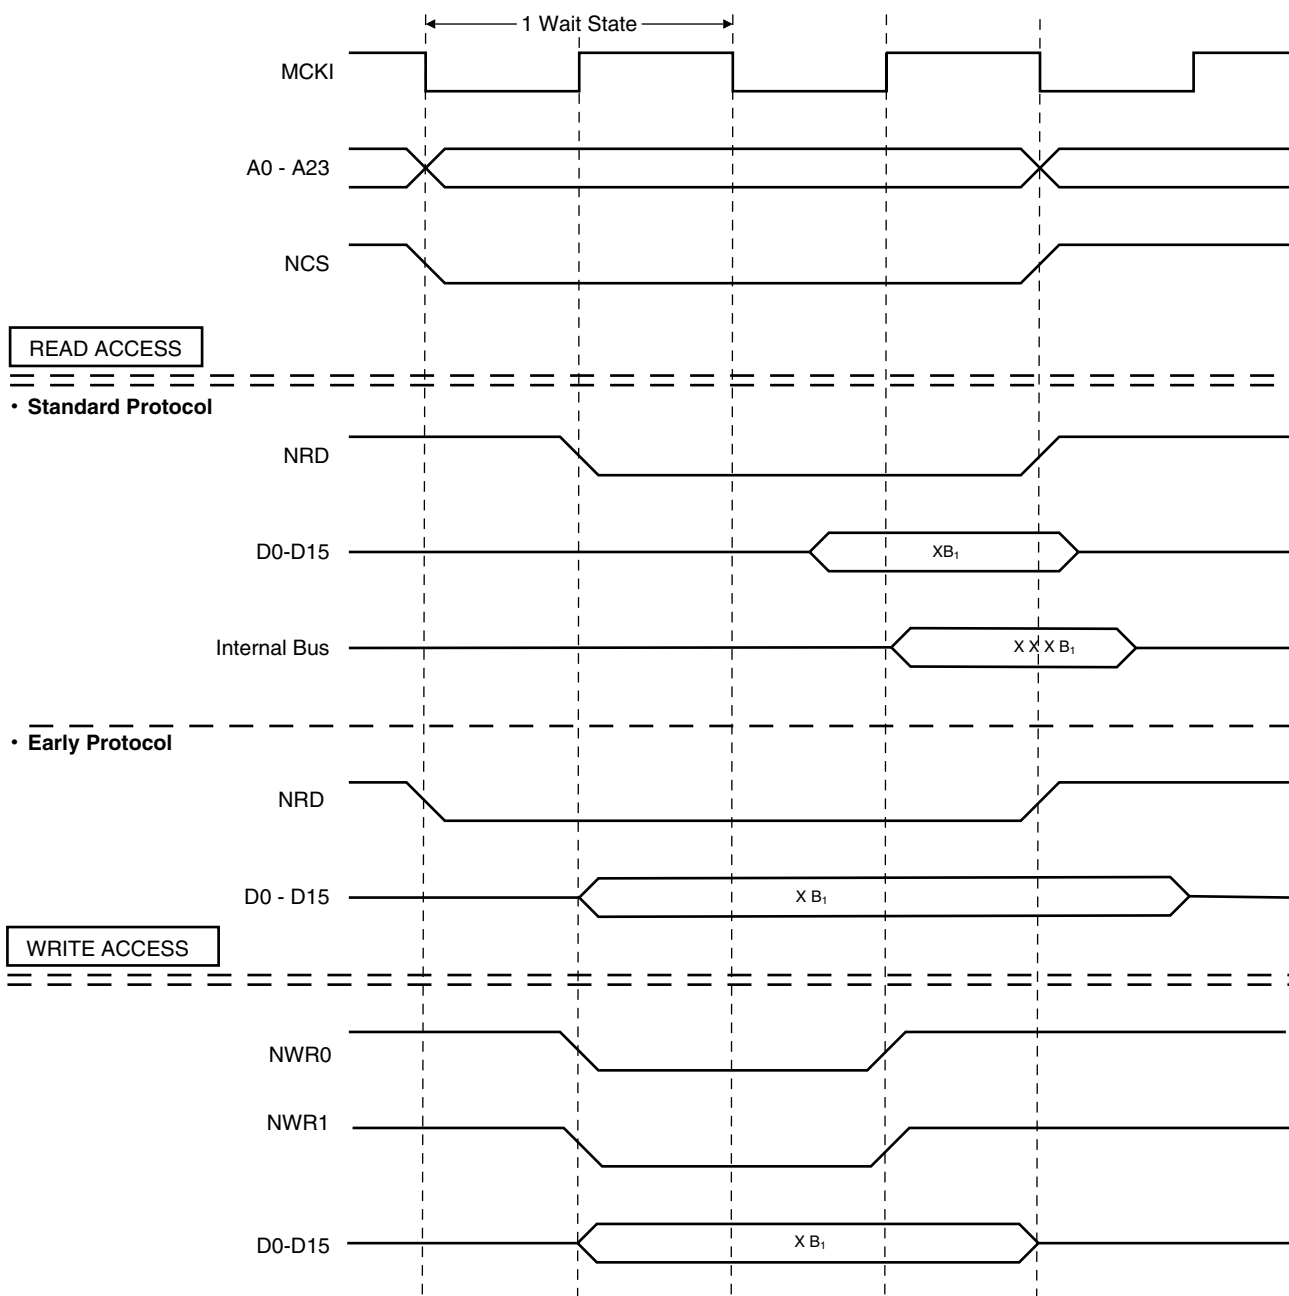 1 Wait State
MCKI
A0 - A23
NCS
READ ACCESS
• Standard Protocol
NRD
D0-D15
XB₁
Internal Bus
X X X B₁
• Early Protocol
NRD
D0 - D15
X B₁
WRITE ACCESS
NWR0
NWR1
D0-D15
X B₁